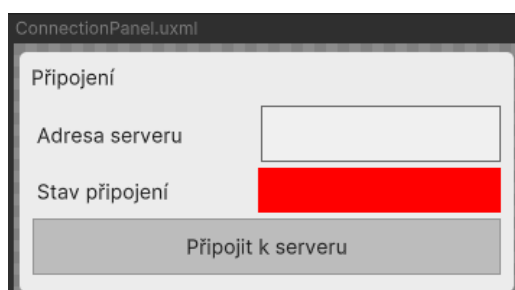 ConnectionPanel.uxml
Připojení
Adresa serveru
Stav připojení
Připojit k serveru